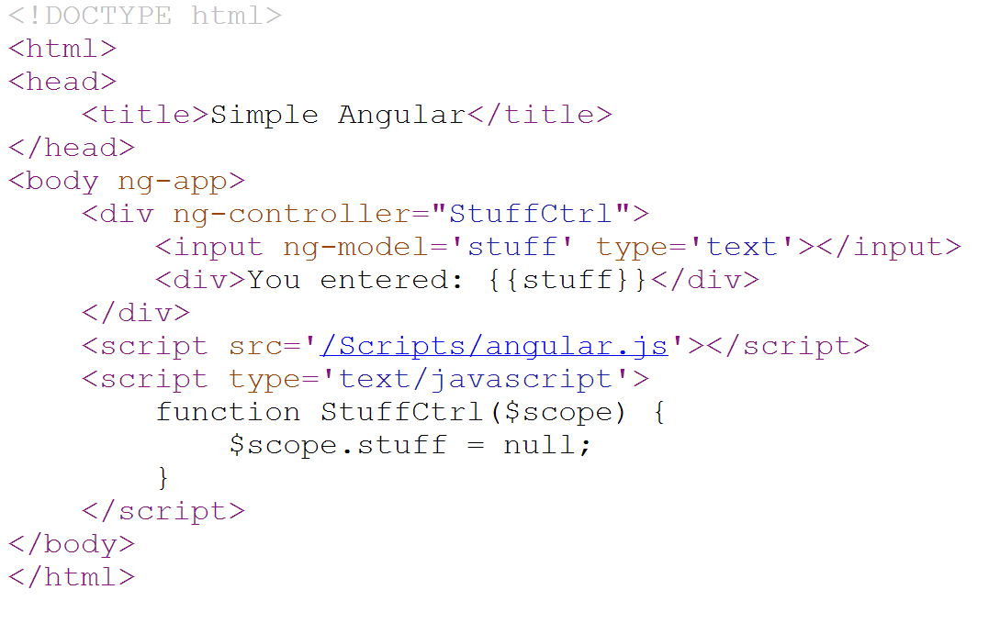 <!DOCTYPE html>
<html>
<head>
    <title>Simple Angular</title>
</head>
<body ng-app>
    <div ng-controller="StuffCtrl">
        <input ng-model='stuff' type='text'></input>
        <div>You entered: {{stuff}}</div>
    </div>
    <script src='/Scripts/angular.js'></script>
    <script type='text/javascript'>
        function StuffCtrl($scope) {
            $scope.stuff = null;
        }
    </script>
</body>
</html>